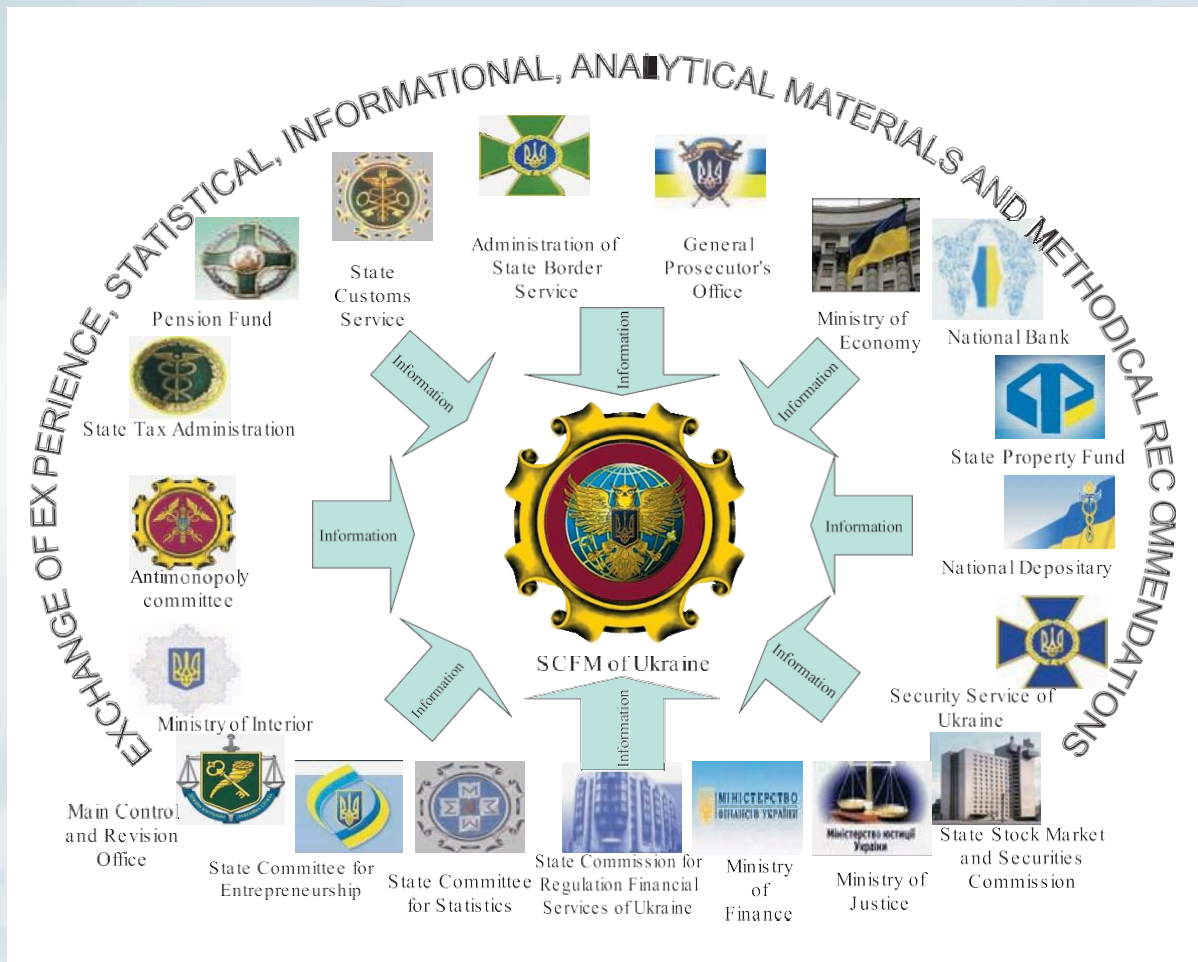 EXCHANGE OF EXPERIENCE, STATISTICAL, INFORMATIONAL, ANALYTICAL MATERIALS AND METHODICAL RECOMMENDATIONS
Administration of
State Border
Service
General
Prosecutor's
Office
State
Customs
Service
Pension Fund
Ministry of
Economy
National Bank
State Tax Administration
State Property Fund
Antimonopoly
committee
National Depositary
Ministry of Interior
Security Service of
Ukraine
Information
Information
Information
Information
Information
Information
Information
Information
SCFM of Ukraine
Main Control
and Revision
Office
State Committee for
Entrepreneurship
State Committee
for Statistics
State Commission for
Regulation Financial
Services of Ukraine
МІНІСТЕРСТВО
ФІНАНСІВ УКРАЇНИ
Ministry
of
Finance
Міністерство юстиції
України
Ministry of
Justice
State Stock Market
and Securities
Commission